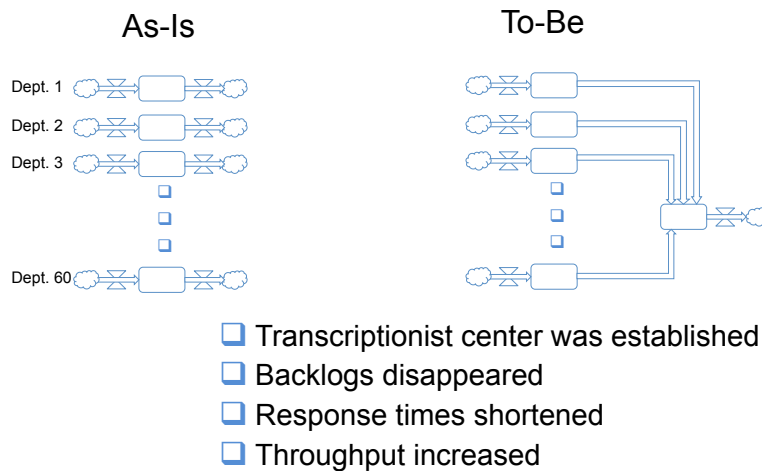 As-Is
To-Be
Dept. 1
Dept. 2
Dept. 3
Dept. 60
Transcriptionist center was established
Backlogs disappeared
Response times shortened
Throughput increased